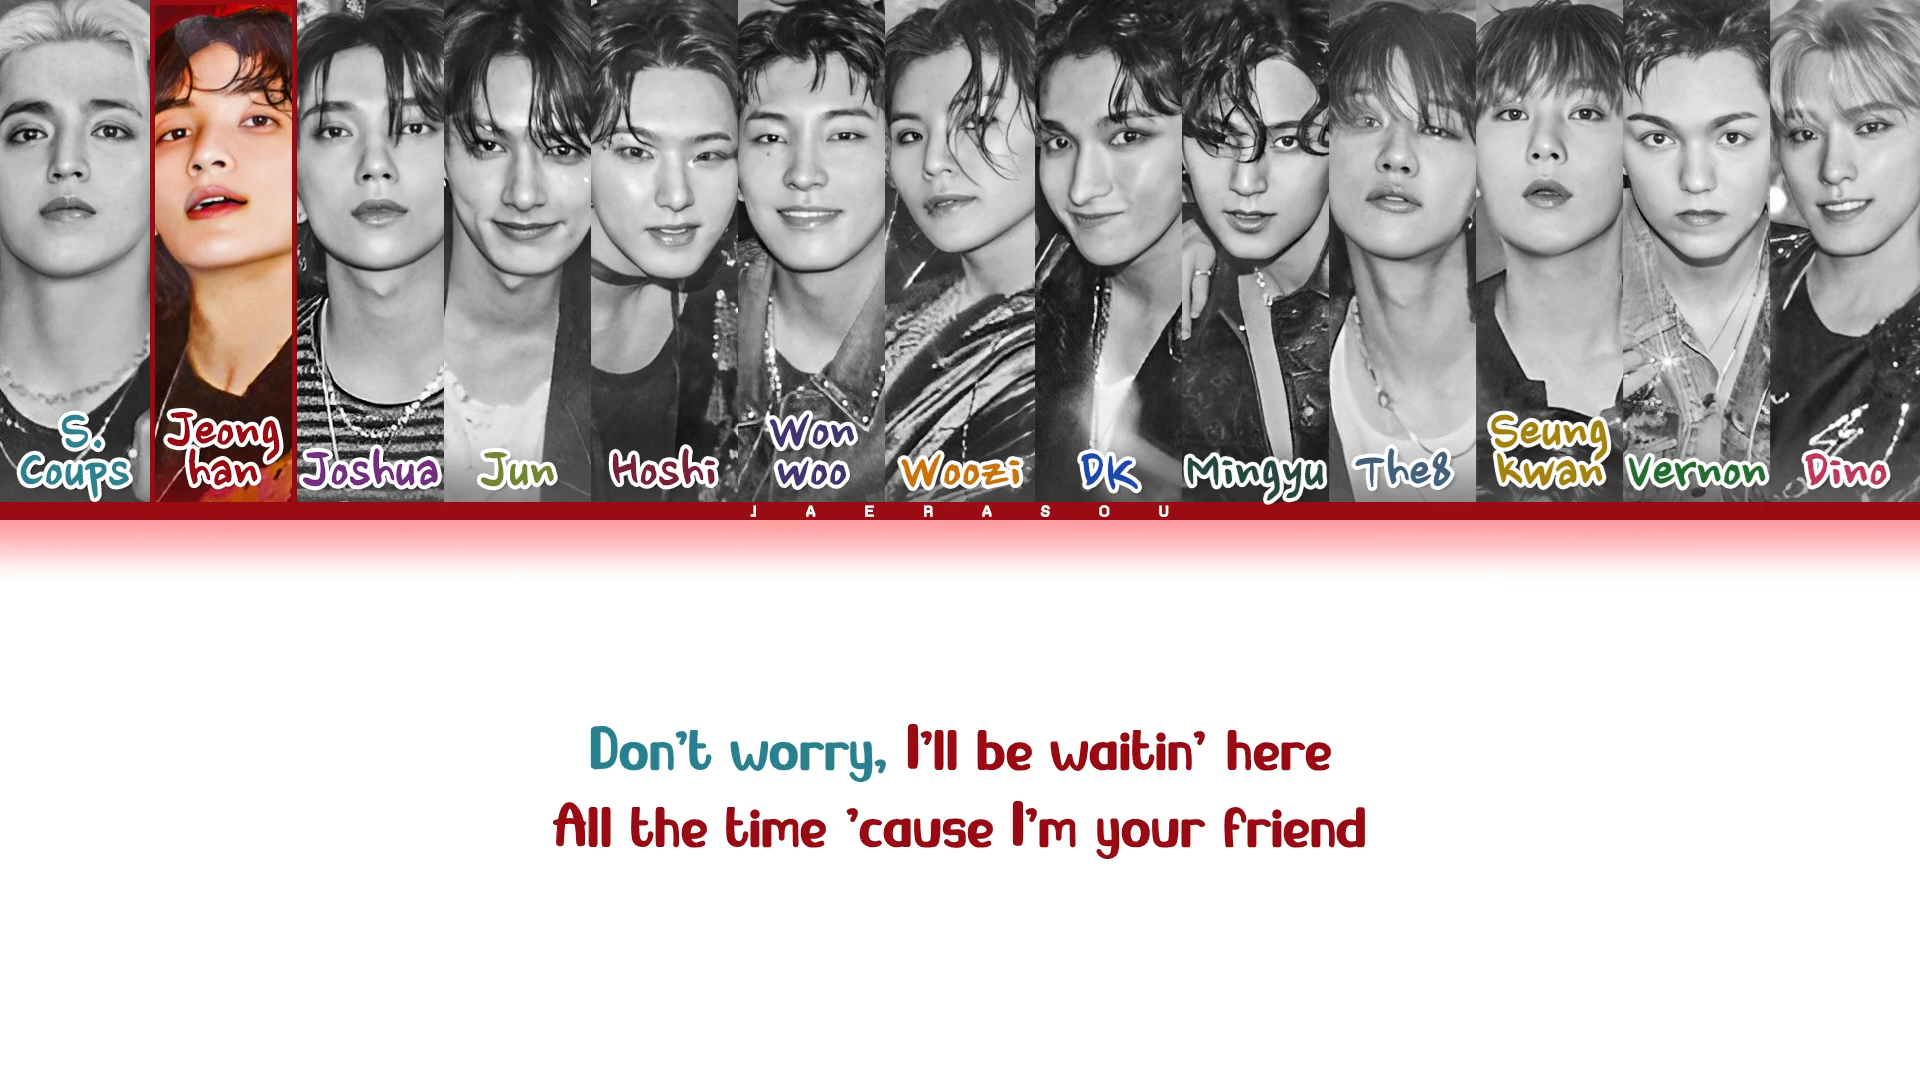 S.
Coups
Jeong
han
Joshua
Jun
Hoshi
Won
woo
Woozi
DK
Mingyu
The8
Seung
kwan
Vernon
Dino
JAERASOU
Don't worry, I'll be waitin' here
All the time 'cause I'm your friend